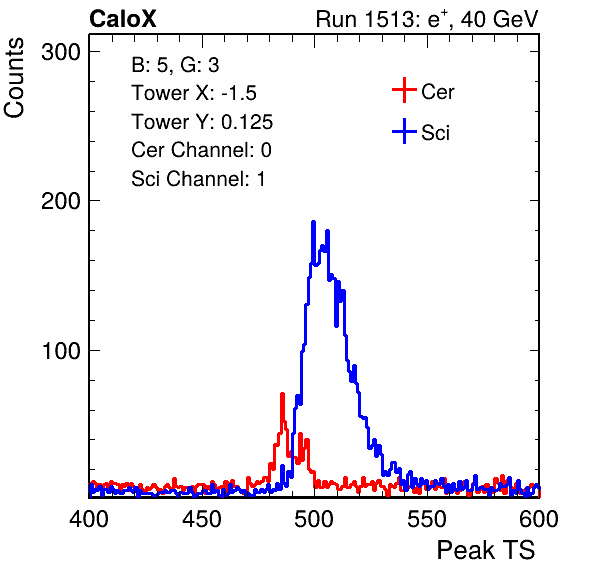 CaloX
Run 1513: e+, 40 GeV
Counts
300
200
100
B: 5, G: 3
Tower X: -1.5
Tower Y: 0.125
Cer Channel: 0
Sci Channel: 1
Cer
Sci
400
450
500
550
600
Peak TS